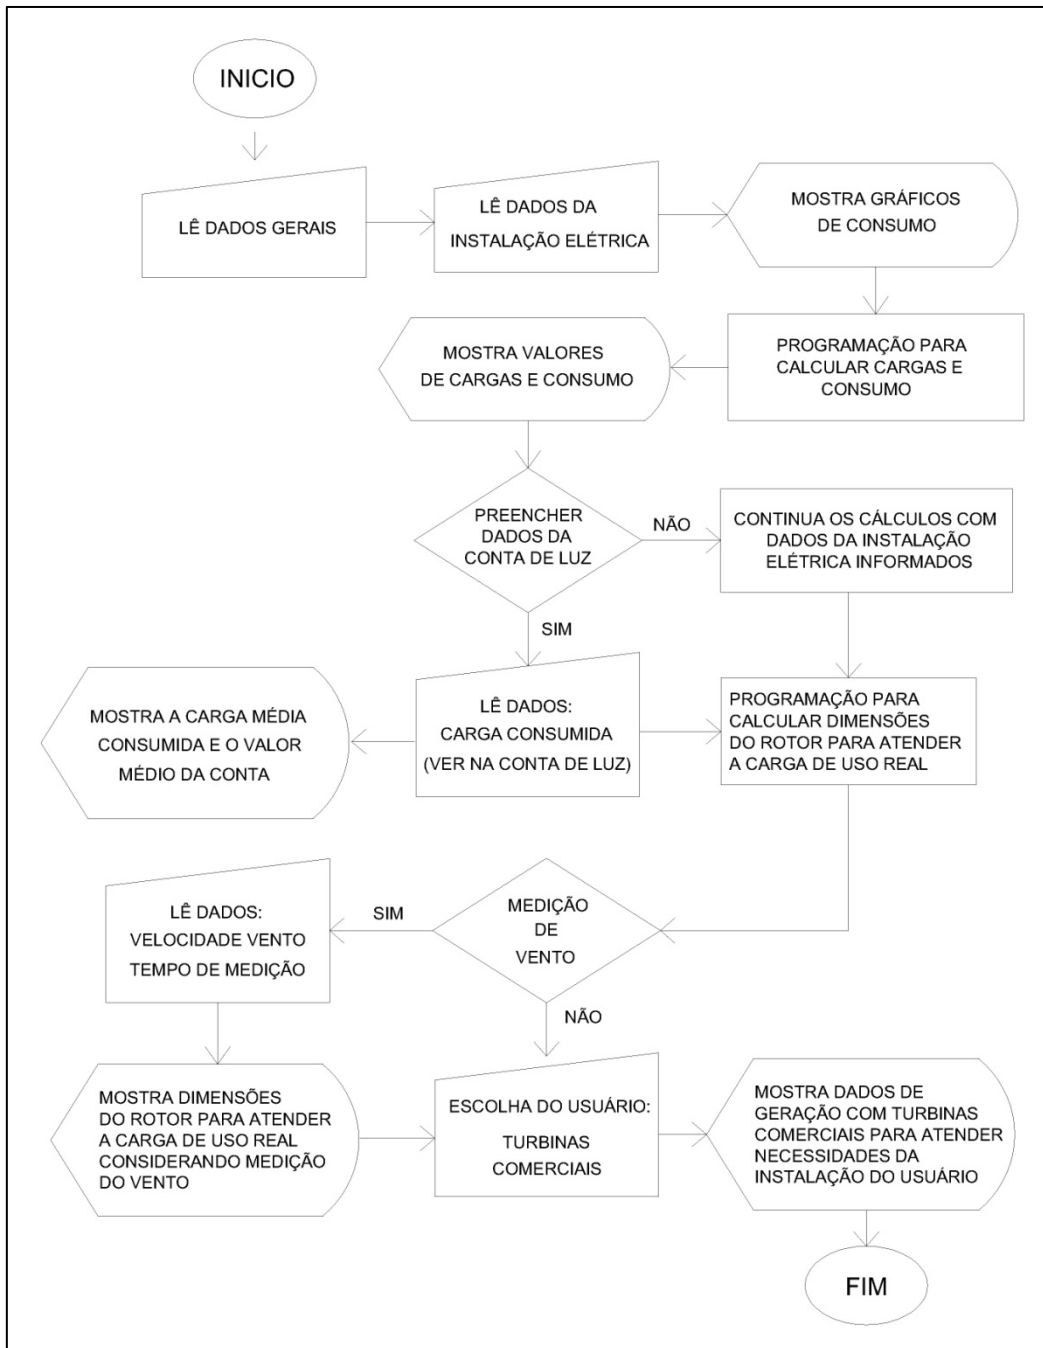 INICIO
LÊ DADOS GERAIS
LÊ DADOS DA
INSTALAÇÃO ELÉTRICA
MOSTRA GRÁFICOS
DE CONSUMO
PROGRAMAÇÃO PARA
CALCULAR CARGAS E
CONSUMO
MOSTRA VALORES
DE CARGAS E CONSUMO
PREENCHER
DADOS DA
CONTA DE LUZ
NÃO
CONTINUA OS CÁLCULOS COM
DADOS DA INSTALAÇÃO
ELÉTRICA INFORMADOS
SIM
LÊ DADOS:
CARGA CONSUMIDA
(VER NA CONTA DE LUZ)
MOSTRA A CARGA MÉDIA
CONSUMIDA E O VALOR
MÉDIO DA CONTA
PROGRAMAÇÃO PARA
CALCULAR DIMENSÕES
DO ROTOR PARA ATENDER
A CARGA DE USO REAL
MEDIÇÃO
DE
VENTO
SIM
LÊ DADOS:
VELOCIDADE VENTO
TEMPO DE MEDIÇÃO
NÃO
MOSTRA DIMENSÕES
DO ROTOR PARA ATENDER
A CARGA DE USO REAL
CONSIDERANDO MEDIÇÃO
DO VENTO
ESCOLHA DO USUÁRIO:
TURBINAS
COMERCIAIS
MOSTRA DADOS DE
GERAÇÃO COM TURBINAS
COMERCIAIS PARA ATENDER
NECESSIDADES DA
INSTALAÇÃO DO USUÁRIO
FIM